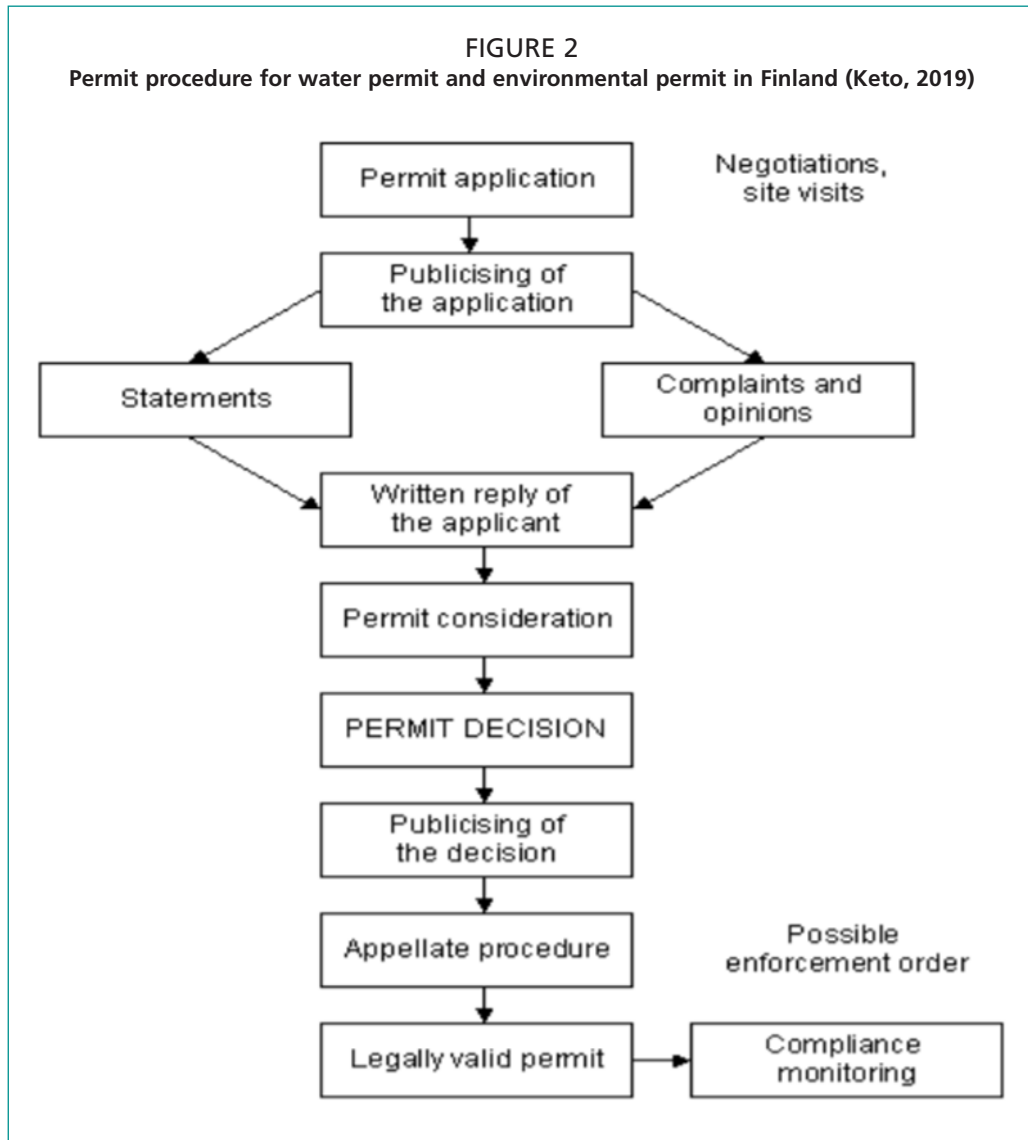 FIGURE 2
Permit procedure for water permit and environmental permit in Finland (Keto, 2019)
Permit application
Negotiations,
site visits
Publicising of
the application
Statements
Complaints and
opinions
Written reply of
the applicant
Permit consideration
PERMIT DECISION
Publicising of
the decision
Appellate procedure
Possible
enforcement order
Legally valid permit
Compliance
monitoring